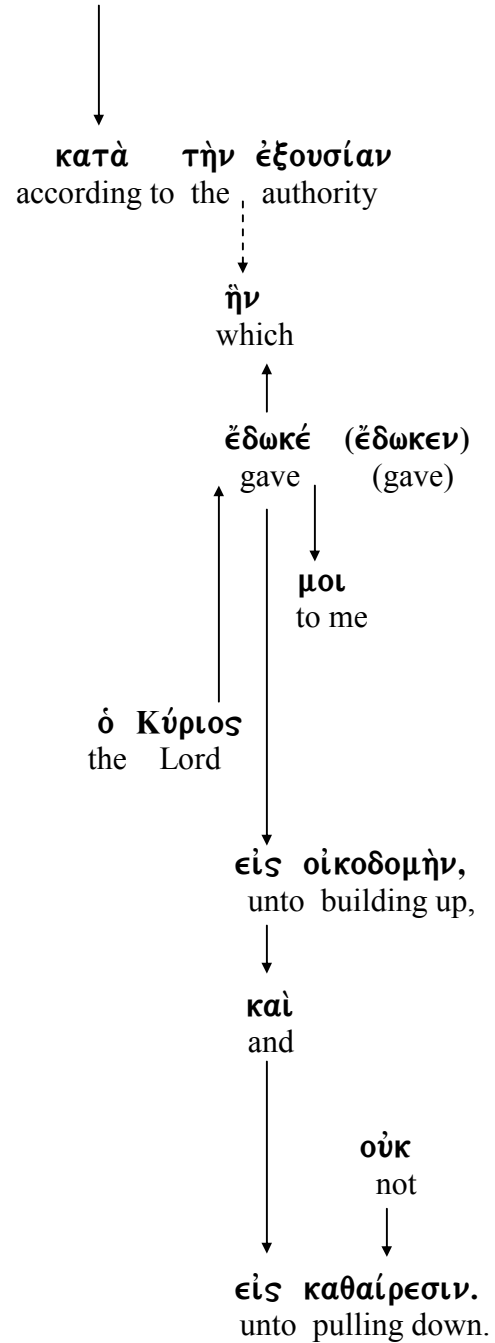 κατὰ τὴν ἐξουσίαν
according to the authority
ἣν
which
ἔδωκέ (ἔδωκεν)
gave (gave)
μοι
to me
ὁ Κύριος
the Lord
εἰς οἰκοδομὴν,
unto building up,
καὶ
and
οὐκ
not
εἰς καθαίρεσιν.
unto pulling down.